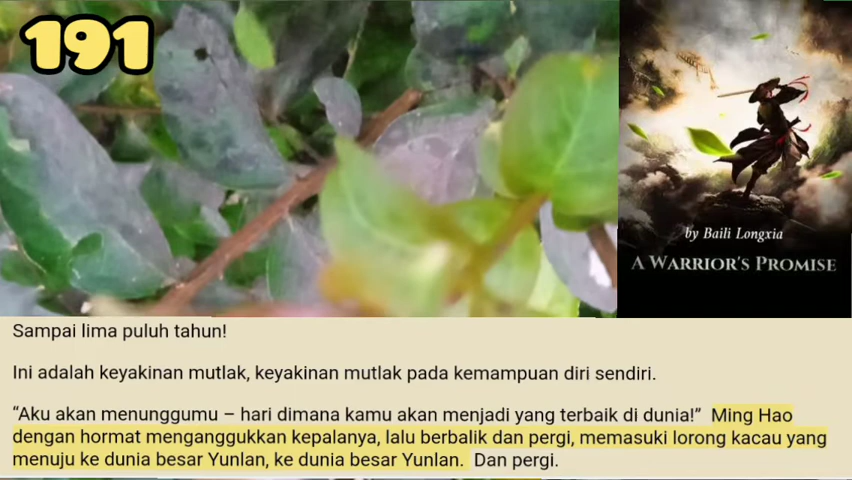 191
by Baili Longxia
A WARRIOR'S PROMISE
Sampai lima puluh tahun!
Ini adalah keyakinan mutlak, keyakinan mutlak pada kemampuan diri sendiri.
“Aku akan menunggumu – hari dimana kamu akan menjadi yang terbaik di dunia!” Ming Hao
dengan hormat menganggukkan kepalanya, lalu berbalik dan pergi, memasuki lorong kacau yang
menuju ke dunia besar Yunlan, ke dunia besar Yunlan. Dan pergi.